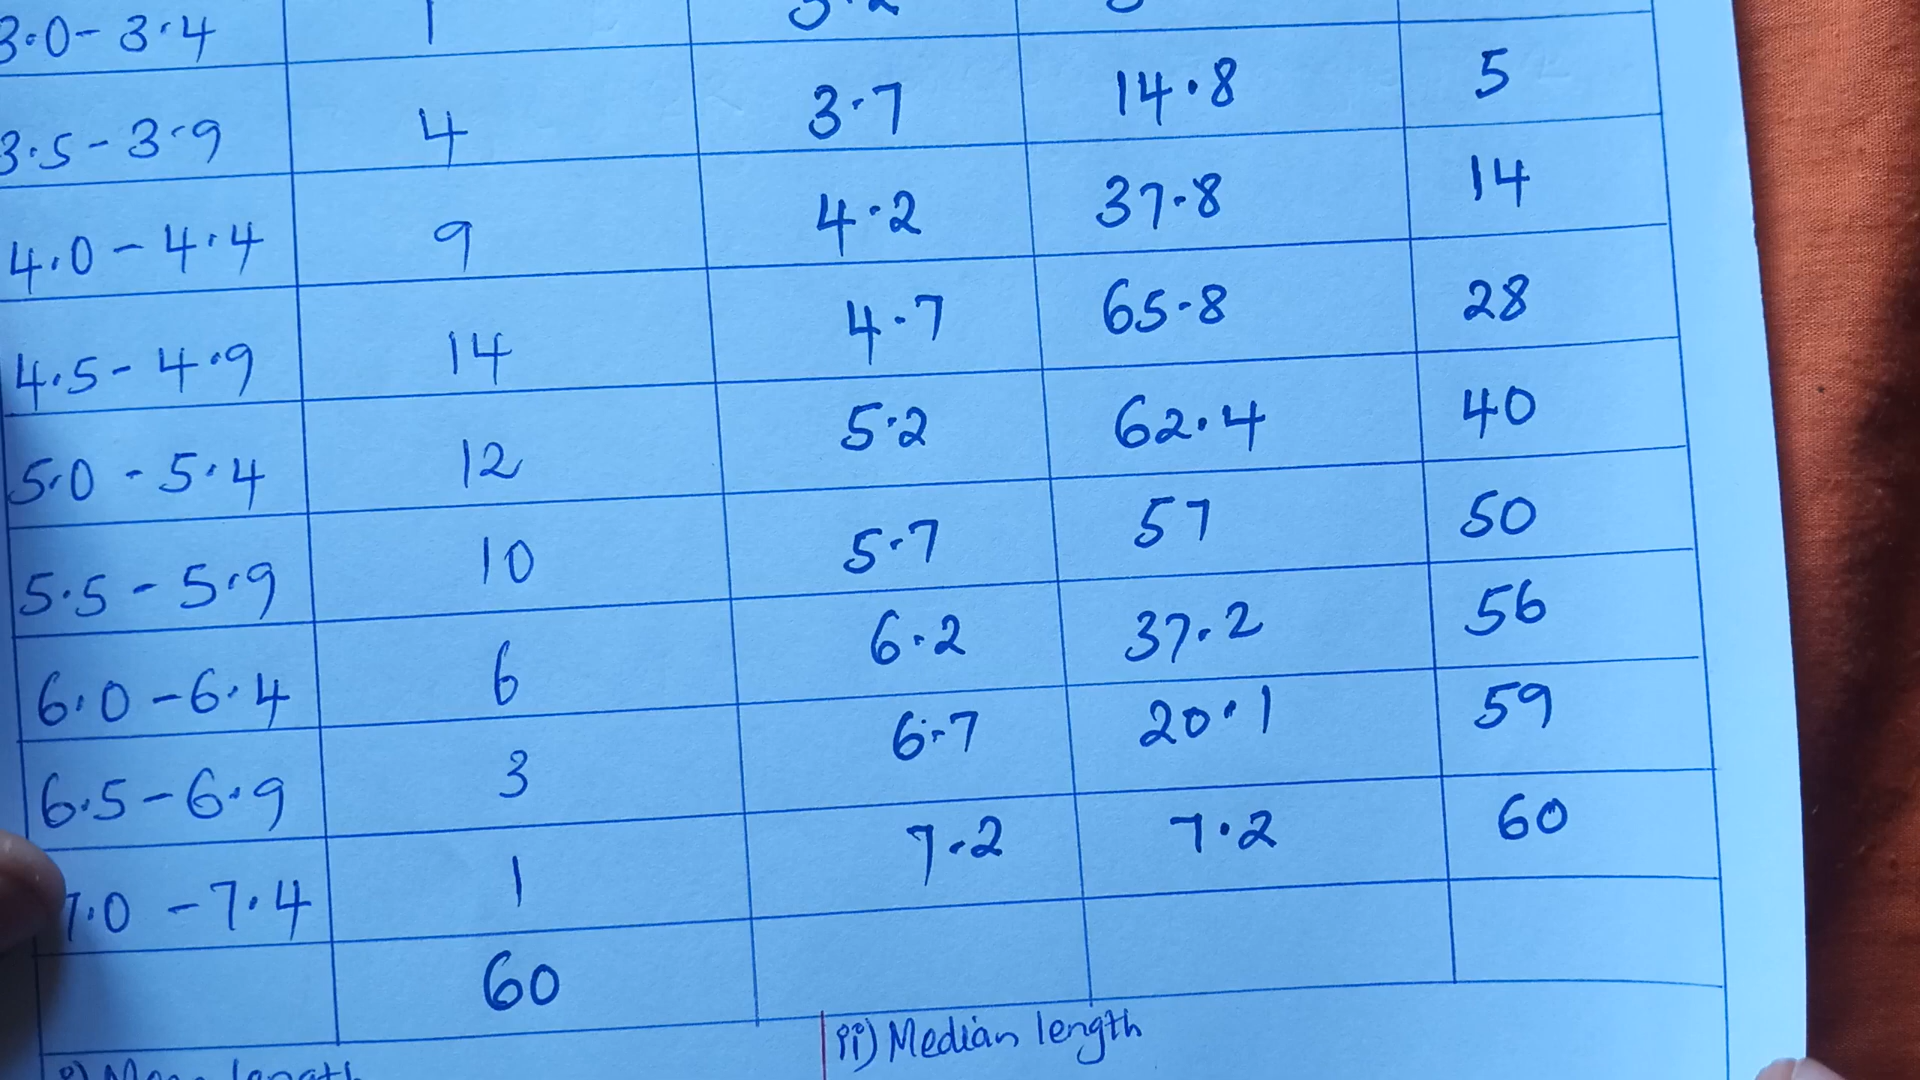 3.0 - 3.4 1 3.2
3.5 - 3.9 4 3.7 14.8 5
4.0 - 4.4 9 4.2 37.8 14
4.5 - 4.9 14 4.7 65.8 28
5.0 - 5.4 12 5.2 62.4 40
5.5 - 5.9 10 5.7 57 50
6.0 - 6.4 6 6.2 37.2 56
6.5 - 6.9 3 6.7 20.1 59
7.0 - 7.4 1 7.2 7.2 60
60
i) Mean length
ii) Median length